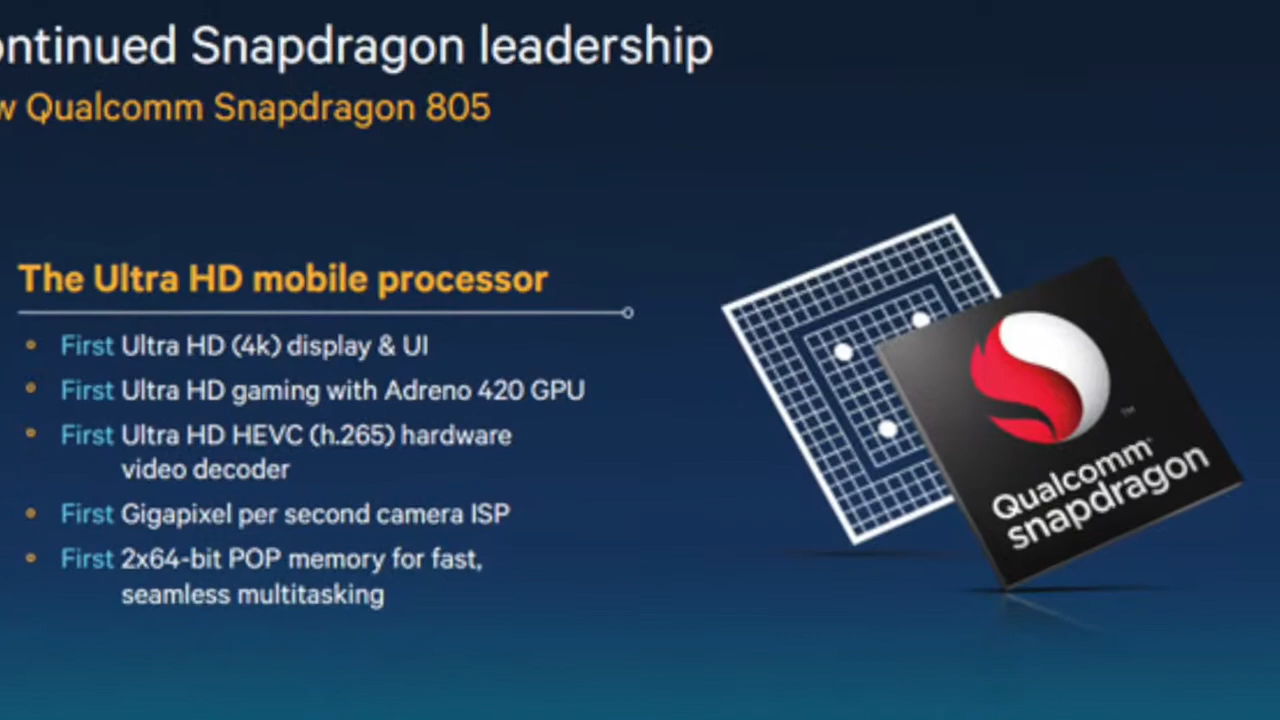 ontinued Snapdragon leadership
w Qualcomm Snapdragon 805
The Ultra HD mobile processor
• First Ultra HD (4k) display & UI
• First Ultra HD gaming with Adreno 420 GPU
• First Ultra HD HEVC (h.265) hardware
video decoder
• First Gigapixel per second camera ISP
• First 2x64-bit POP memory for fast,
seamless multitasking
TM
Qualcomm
snapdragon